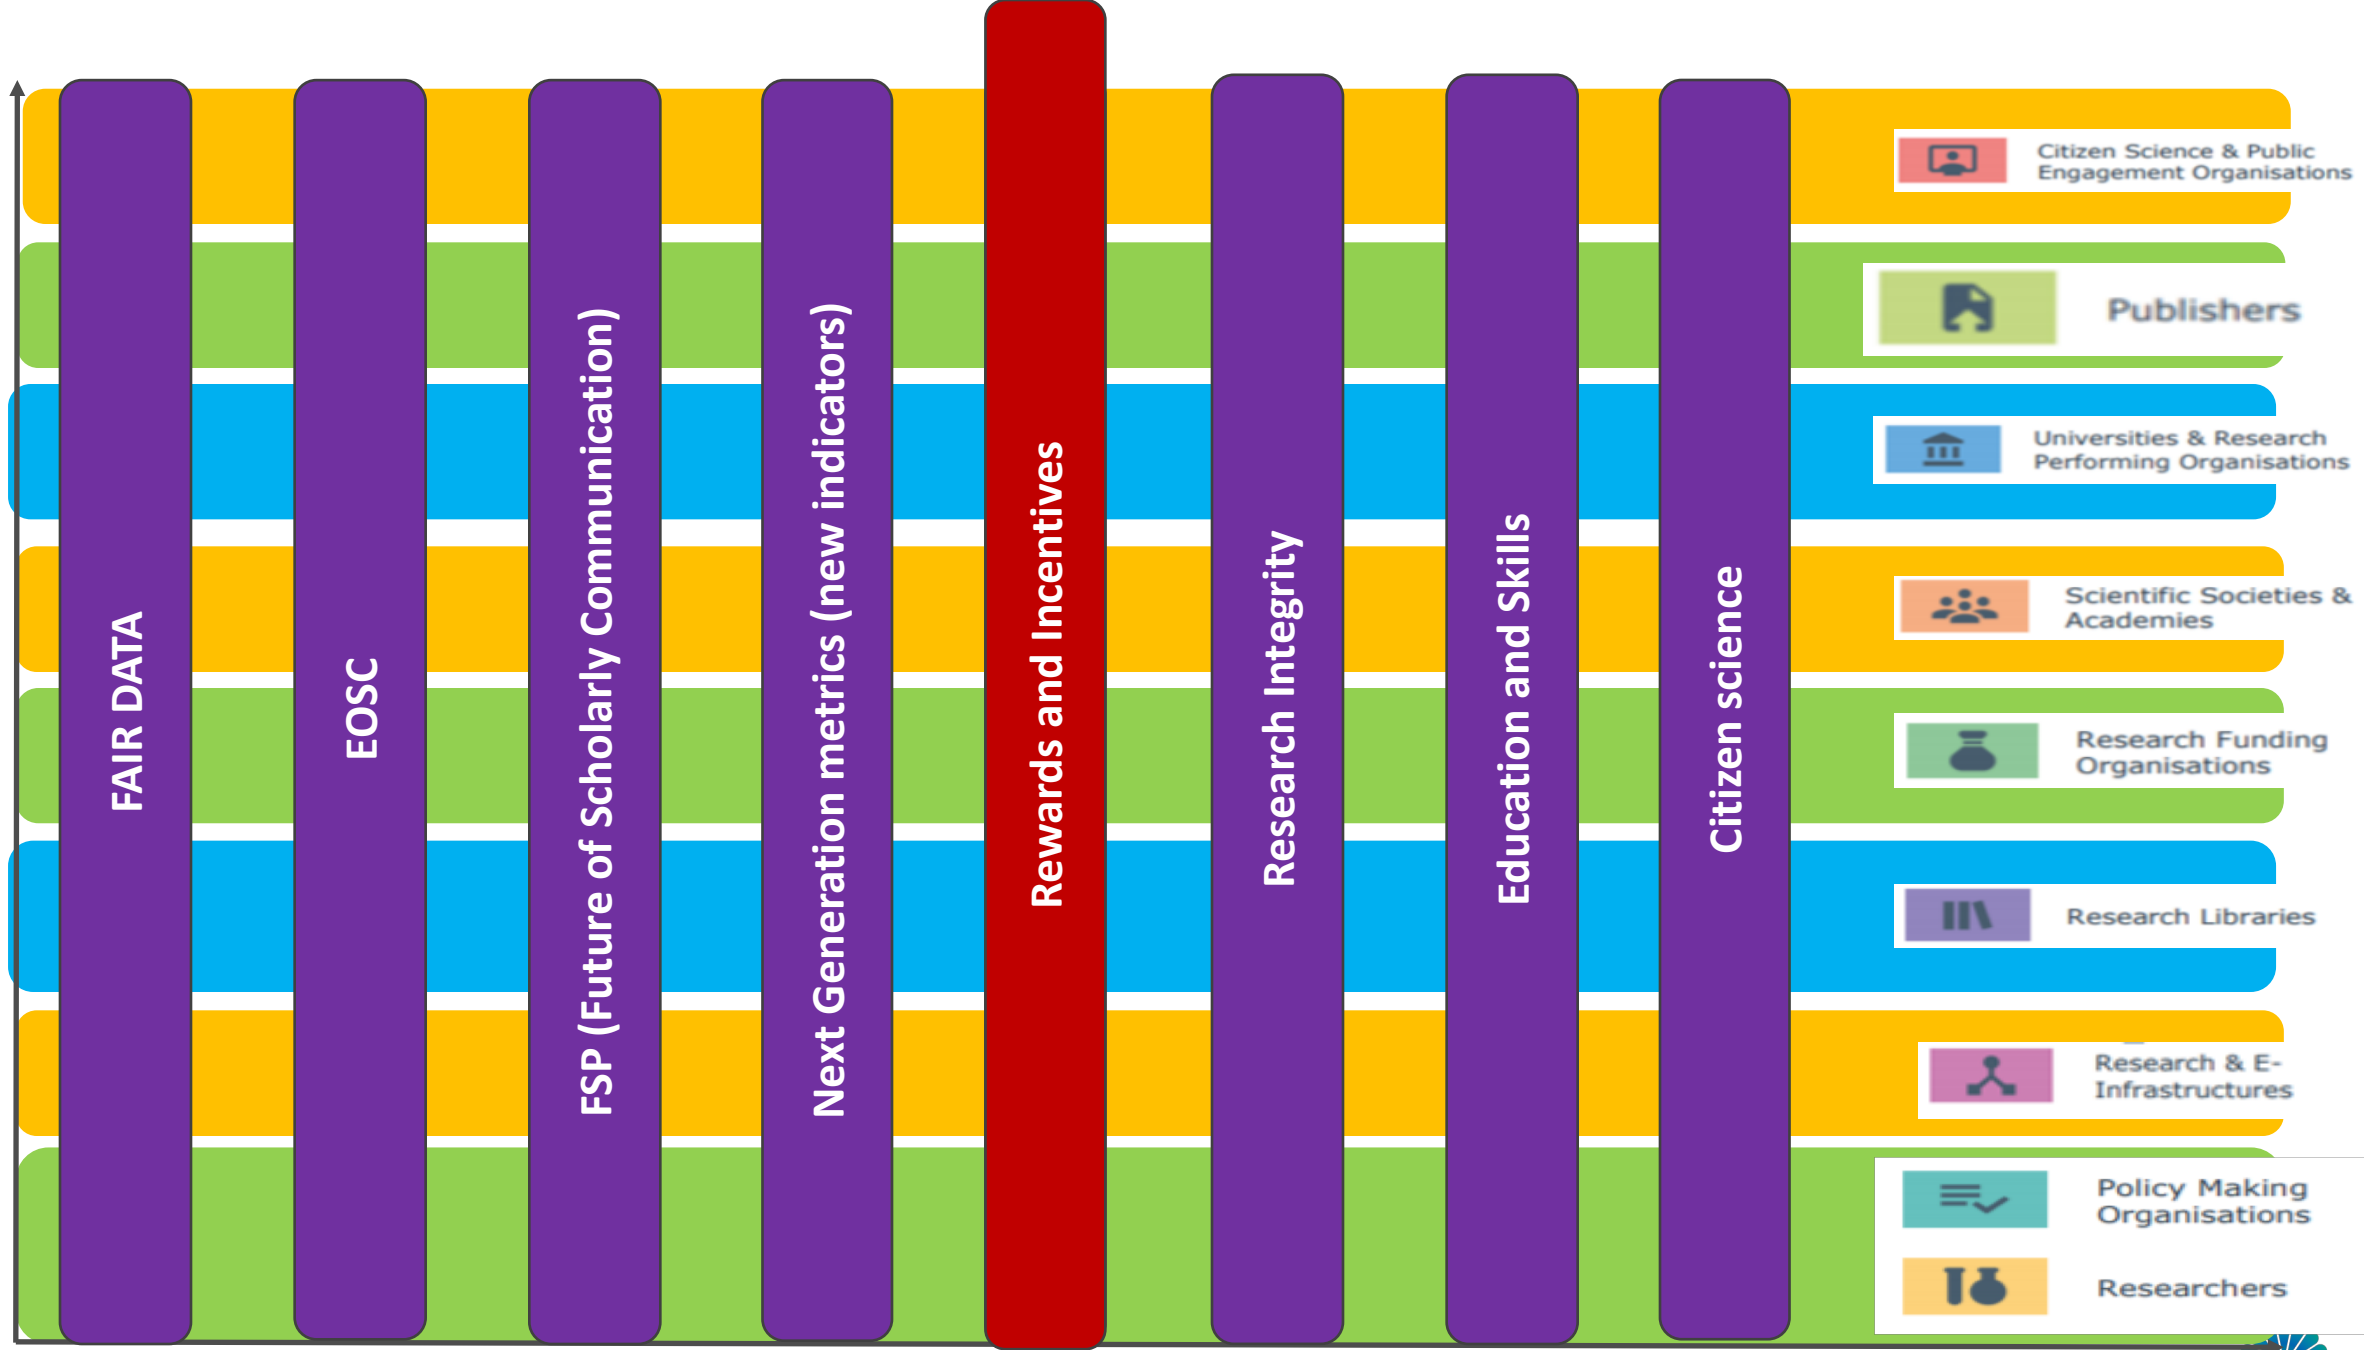 FAIR DATA
EOSC
FSP (Future of Scholarly Communication)
Next Generation metrics (new indicators)
Rewards and Incentives
Research Integrity
Education and Skills
Citizen science
Citizen Science & Public
Engagement Organisations
Publishers
Universities & Research
Performing Organisations
Scientific Societies &
Academies
Research Funding
Organisations
Research Libraries
Research & E-
Infrastructures
Policy Making
Organisations
Researchers